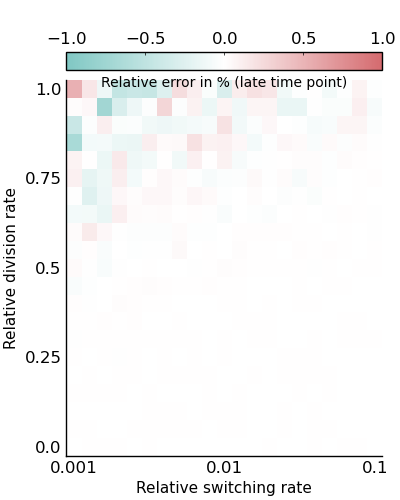 −1.0 −0.5 0.0 0.5 1.0
Relative error in % (late time point)
1.0
0.75
0.5
0.25
0.0
Relative division rate
0.001 0.01 0.1
Relative switching rate